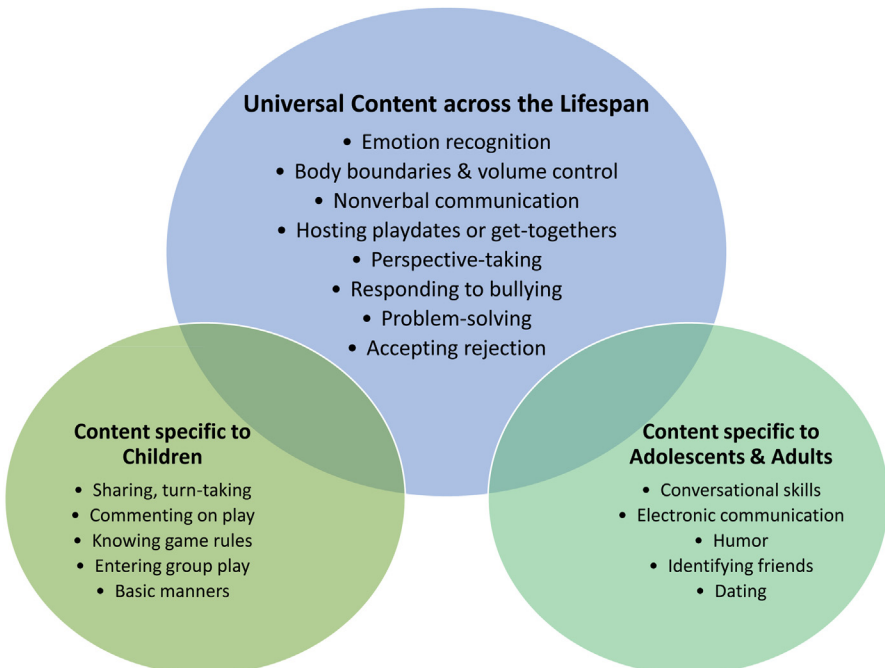 Universal Content across the Lifespan
• Emotion recognition
• Body boundaries & volume control
• Nonverbal communication
• Hosting playdates or get-togethers
• Perspective-taking
• Responding to bullying
• Problem-solving
• Accepting rejection
Content specific to
Children
• Sharing, turn-taking
• Commenting on play
• Knowing game rules
• Entering group play
• Basic manners
Content specific to
Adolescents & Adults
• Conversational skills
• Electronic communication
• Humor
• Identifying friends
• Dating